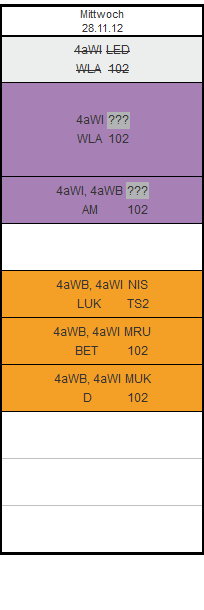 Mittwoch
28.11.12
4aWI LED
WLA 102
4aWI ???
WLA 102
4aWI, 4aWB ???
AM 102
4aWB, 4aWI NIS
LUK TS2
4aWB, 4aWI MRU
BET 102
4aWB, 4aWI MUK
D 102